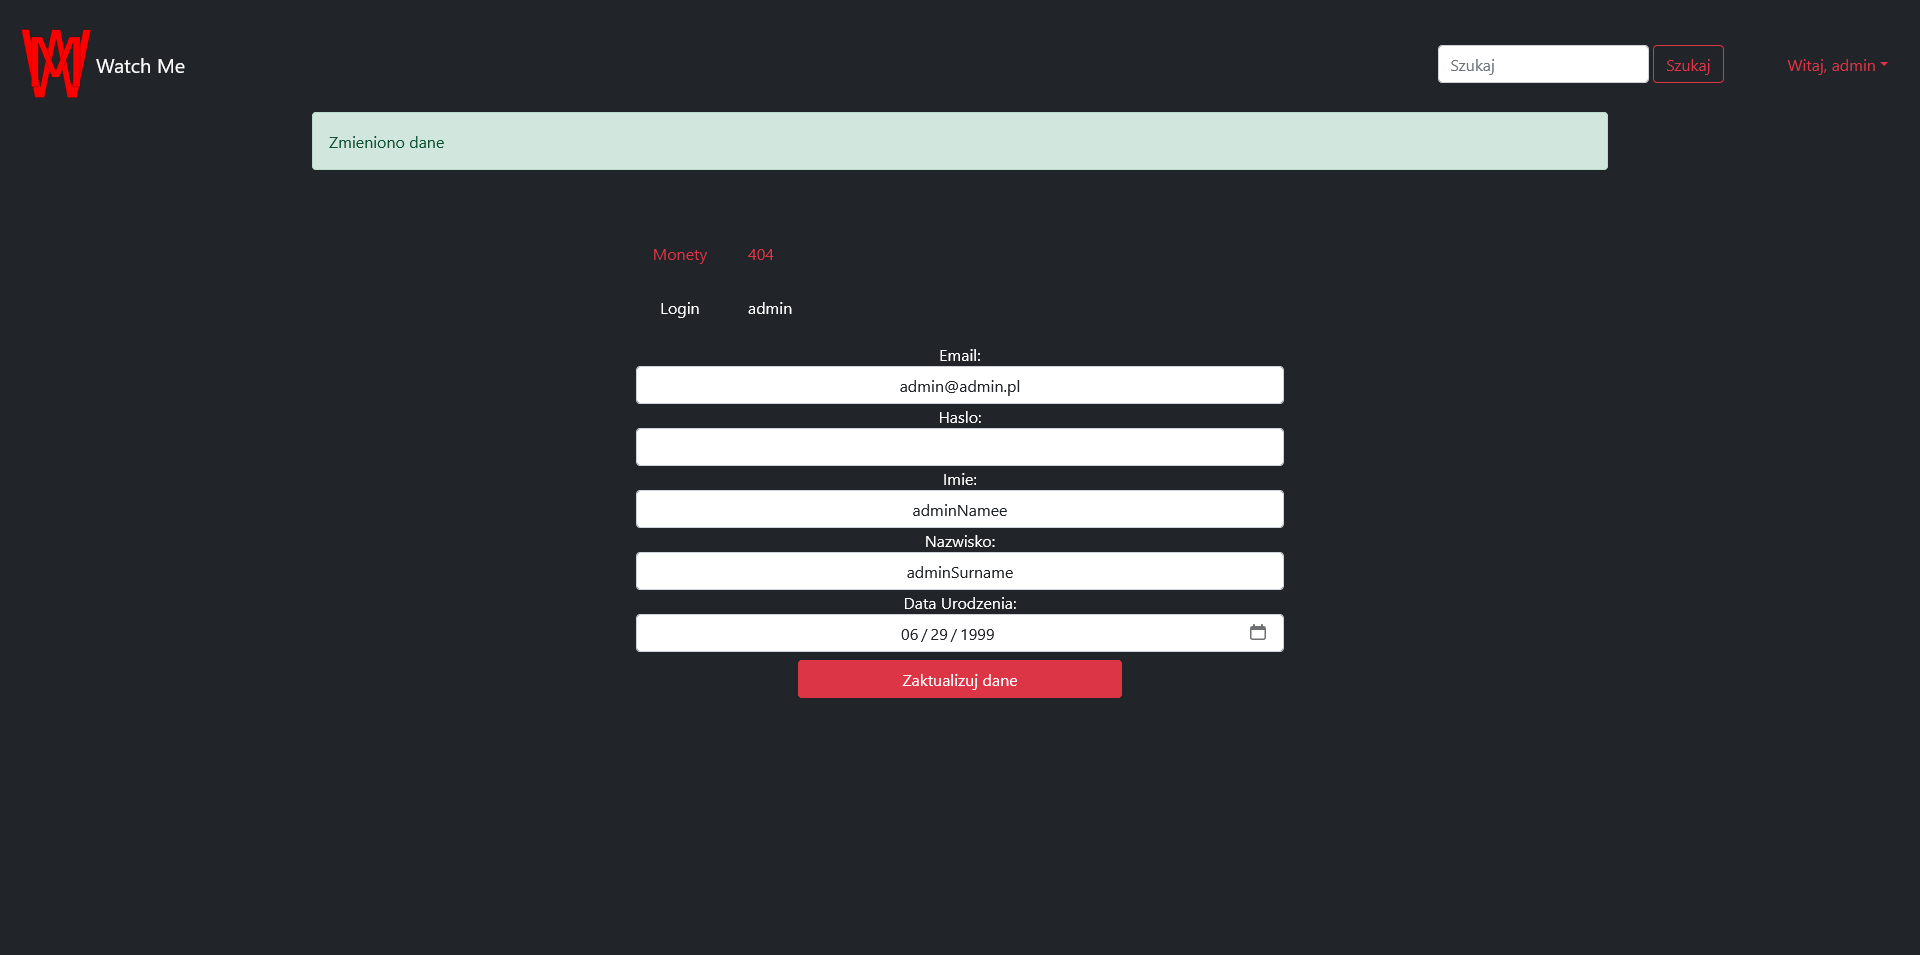 Watch Me
Szukaj Szukaj Witaj, admin
Zmieniono dane
Monety 404
Login admin
Email:
admin@admin.pl
Haslo:
Imie:
adminNamee
Nazwisko:
adminSurname
Data Urodzenia:
06 / 29 / 1999
Zaktualizuj dane